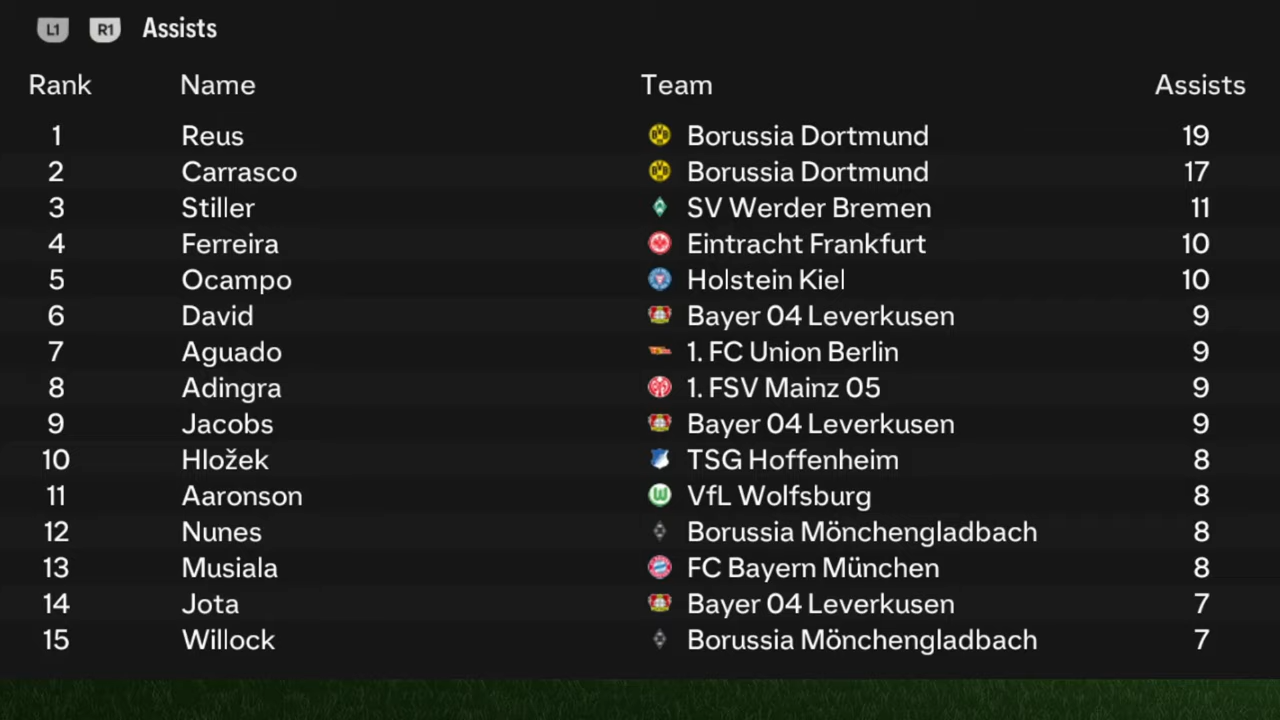 L1 R1 Assists
Rank Name Team Assists
1 Reus Borussia Dortmund 19
2 Carrasco Borussia Dortmund 17
3 Stiller SV Werder Bremen 11
4 Ferreira Eintracht Frankfurt 10
5 Ocampo Holstein Kiel 10
6 David Bayer 04 Leverkusen 9
7 Aguado 1. FC Union Berlin 9
8 Adingra 1. FSV Mainz 05 9
9 Jacobs Bayer 04 Leverkusen 9
10 Hložek TSG Hoffenheim 8
11 Aaronson VfL Wolfsburg 8
12 Nunes Borussia Mönchengladbach 8
13 Musiala FC Bayern München 8
14 Jota Bayer 04 Leverkusen 7
15 Willock Borussia Mönchengladbach 7